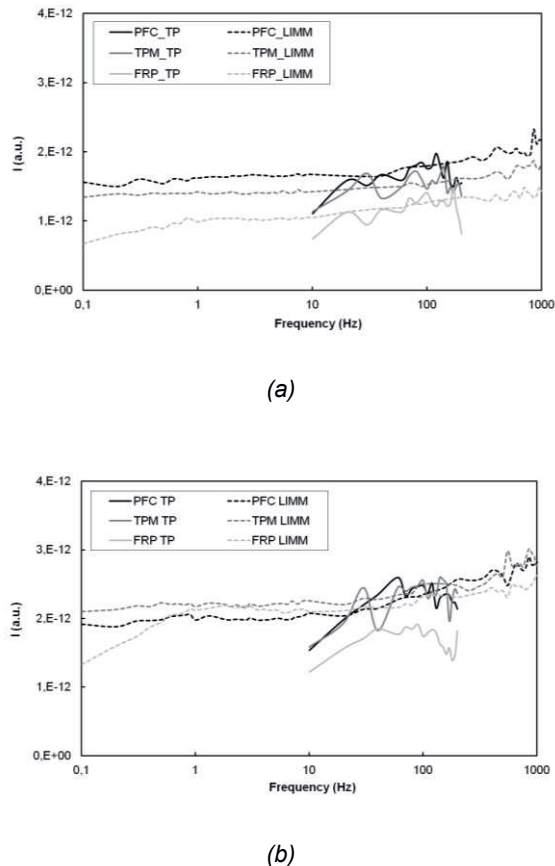 4,E-12
3,E-12
2,E-12
1,E-12
0,E+00
I (a.u.)
PFC_TP PFC_LIMM
TPM_TP TPM_LIMM
FRP_TP FRP_LIMM
0,1 1 10 100 1000
Frequency (Hz)
(a)
4,E-12
3,E-12
2,E-12
1,E-12
0,E+00
I (a.u.)
PFC TP PFC LIMM
TPM TP TPM LIMM
FRP TP FRP LIMM
0,1 1 10 100 1000
Frequency (Hz)
(b)